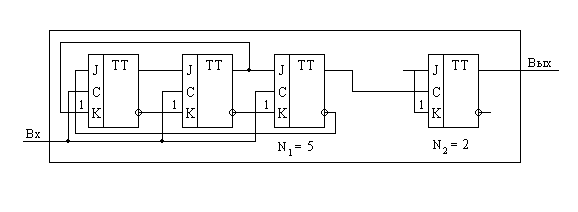 TT TT TT TT Вых
J J J J
C C C C
1 1 1 1
K K K K
Вх
N1 = 5 N2 = 2